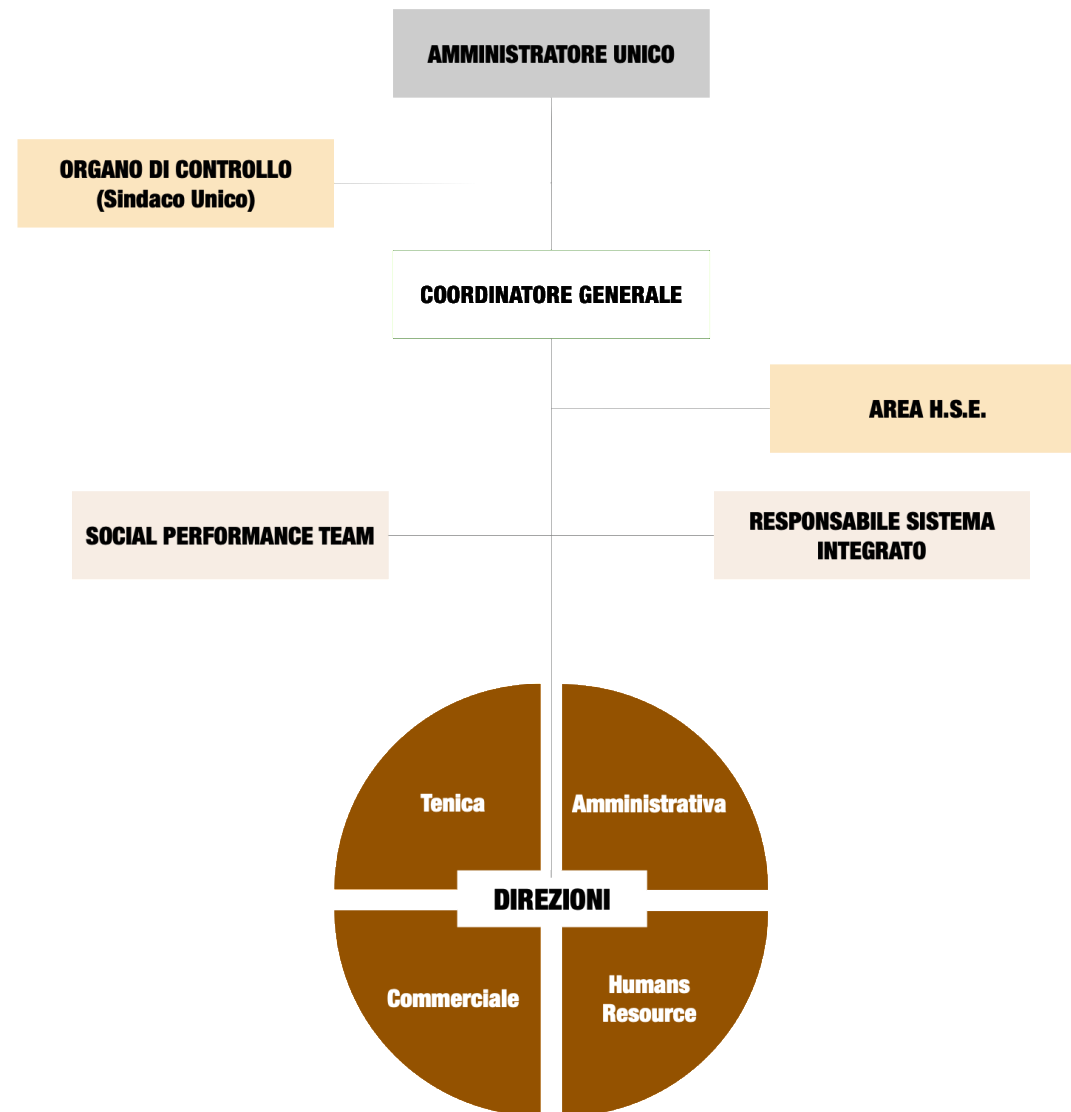 AMMINISTRATORE UNICO
ORGANO DI CONTROLLO
(Sindaco Unico)
COORDINATORE GENERALE
AREA H.S.E.
SOCIAL PERFORMANCE TEAM
RESPONSABILE SISTEMA
INTEGRATO
Tenica
Amministrativa
DIREZIONI
Commerciale
Humans
Resource